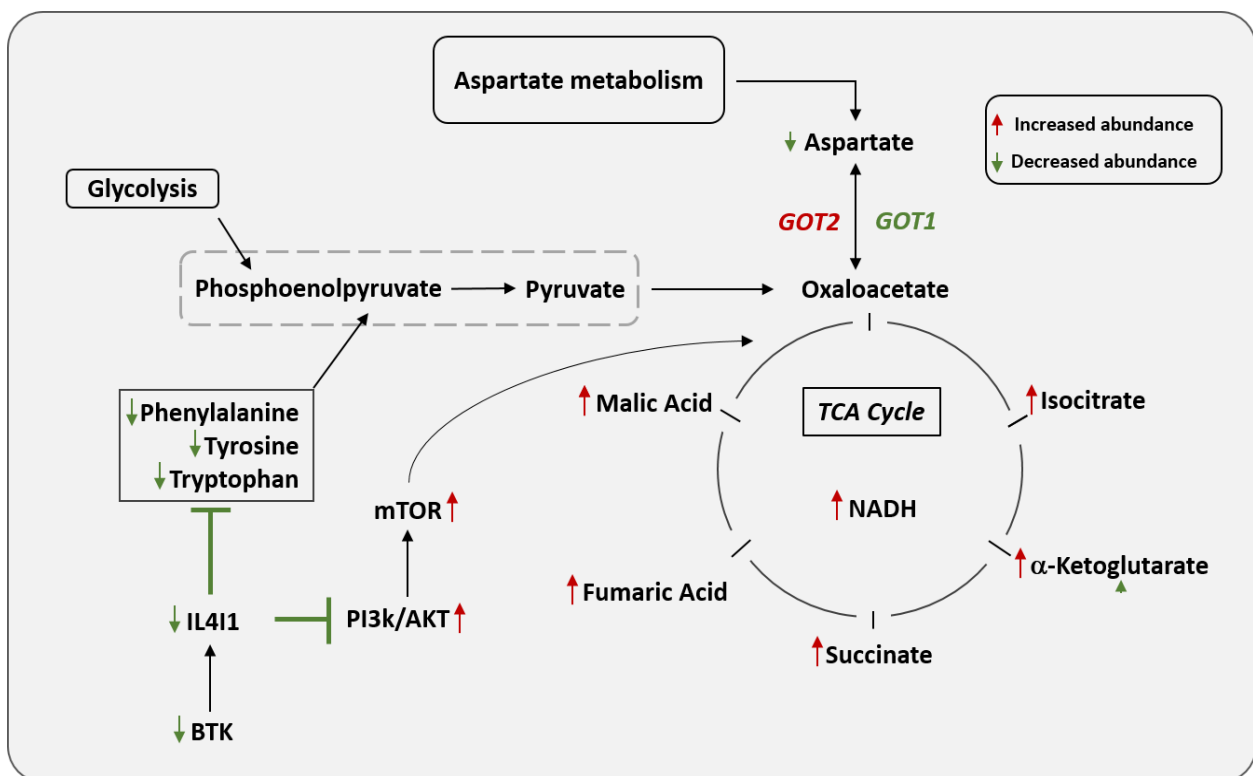 Aspartate metabolism
Increased abundance
Decreased abundance
Aspartate
Glycolysis
GOT2 GOT1
Phosphoenolpyruvate Pyruvate Oxaloacetate
Malic Acid TCA Cycle Isocitrate
Phenylalanine
Tyrosine
Tryptophan
mTOR NADH
α-Ketoglutarate
Fumaric Acid
IL4I1 PI3k/AKT
Succinate
BTK